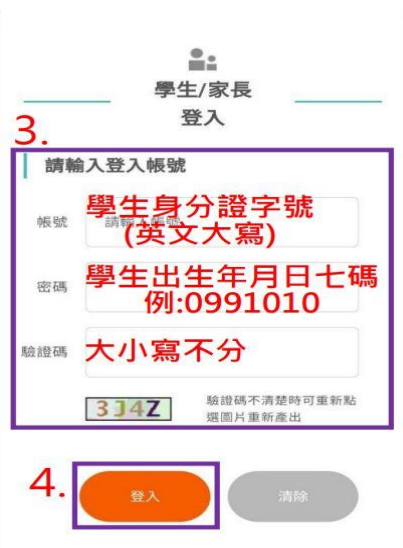 學生/家長
登入
3.
請輸入登入帳號
帳號
學生身分證字號
(英文大寫)
密碼
學生出生年月日七碼
例:0991010
驗證碼
大小寫不分
3J4Z
驗證碼不清楚時可重新點
選圖片重新產出
4.
登入
清除